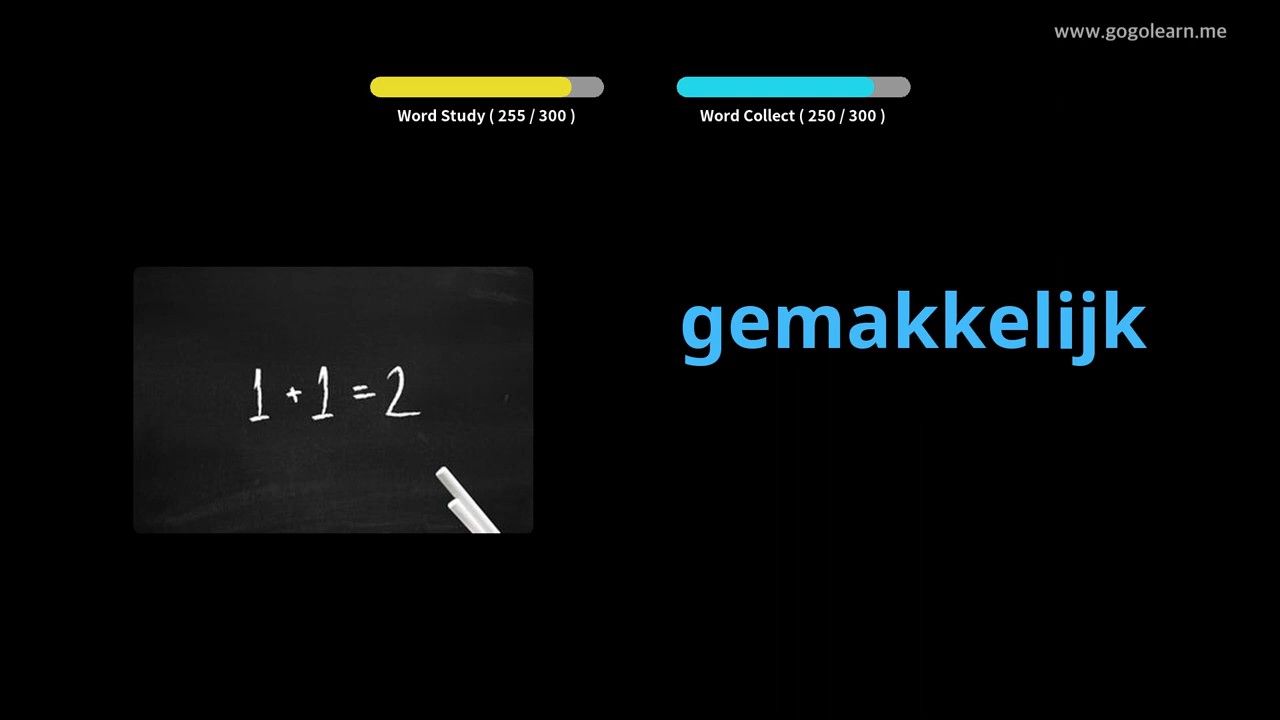 www.gogolearn.me
Word Study ( 255 / 300 )
Word Collect ( 250 / 300 )
gemakkelijk
1 + 1 = 2